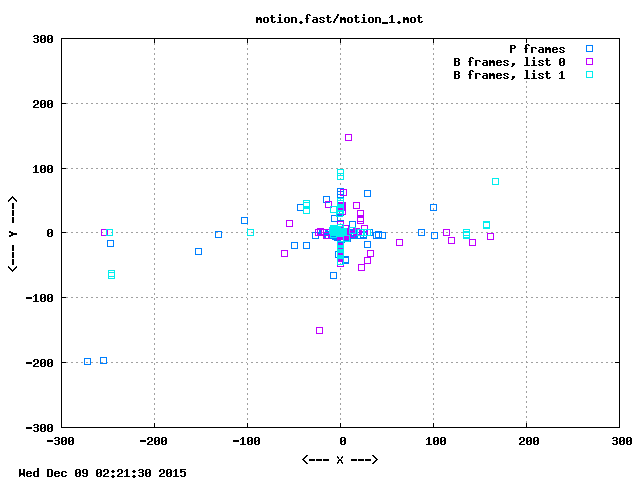 motion.fast/motion_1.mot
P frames
B frames, list 0
B frames, list 1
300
200
100
0
-100
-200
-300
<--- Y --->
-300 -200 -100 0 100 200 300
<--- X --->
Wed Dec 09 02:21:30 2015